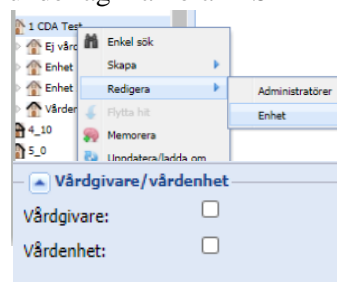 1 CDA Test
Ej vård
Enkel sök
Enhet
Skapa
Enhet
Redigera
Administratörer
Vården
Flytta hit
Enhet
4_10
Memorera
5_0
Uppdatera/ladda om
Vårdgivare/vårdenhet
Vårdgivare:
Vårdenhet: